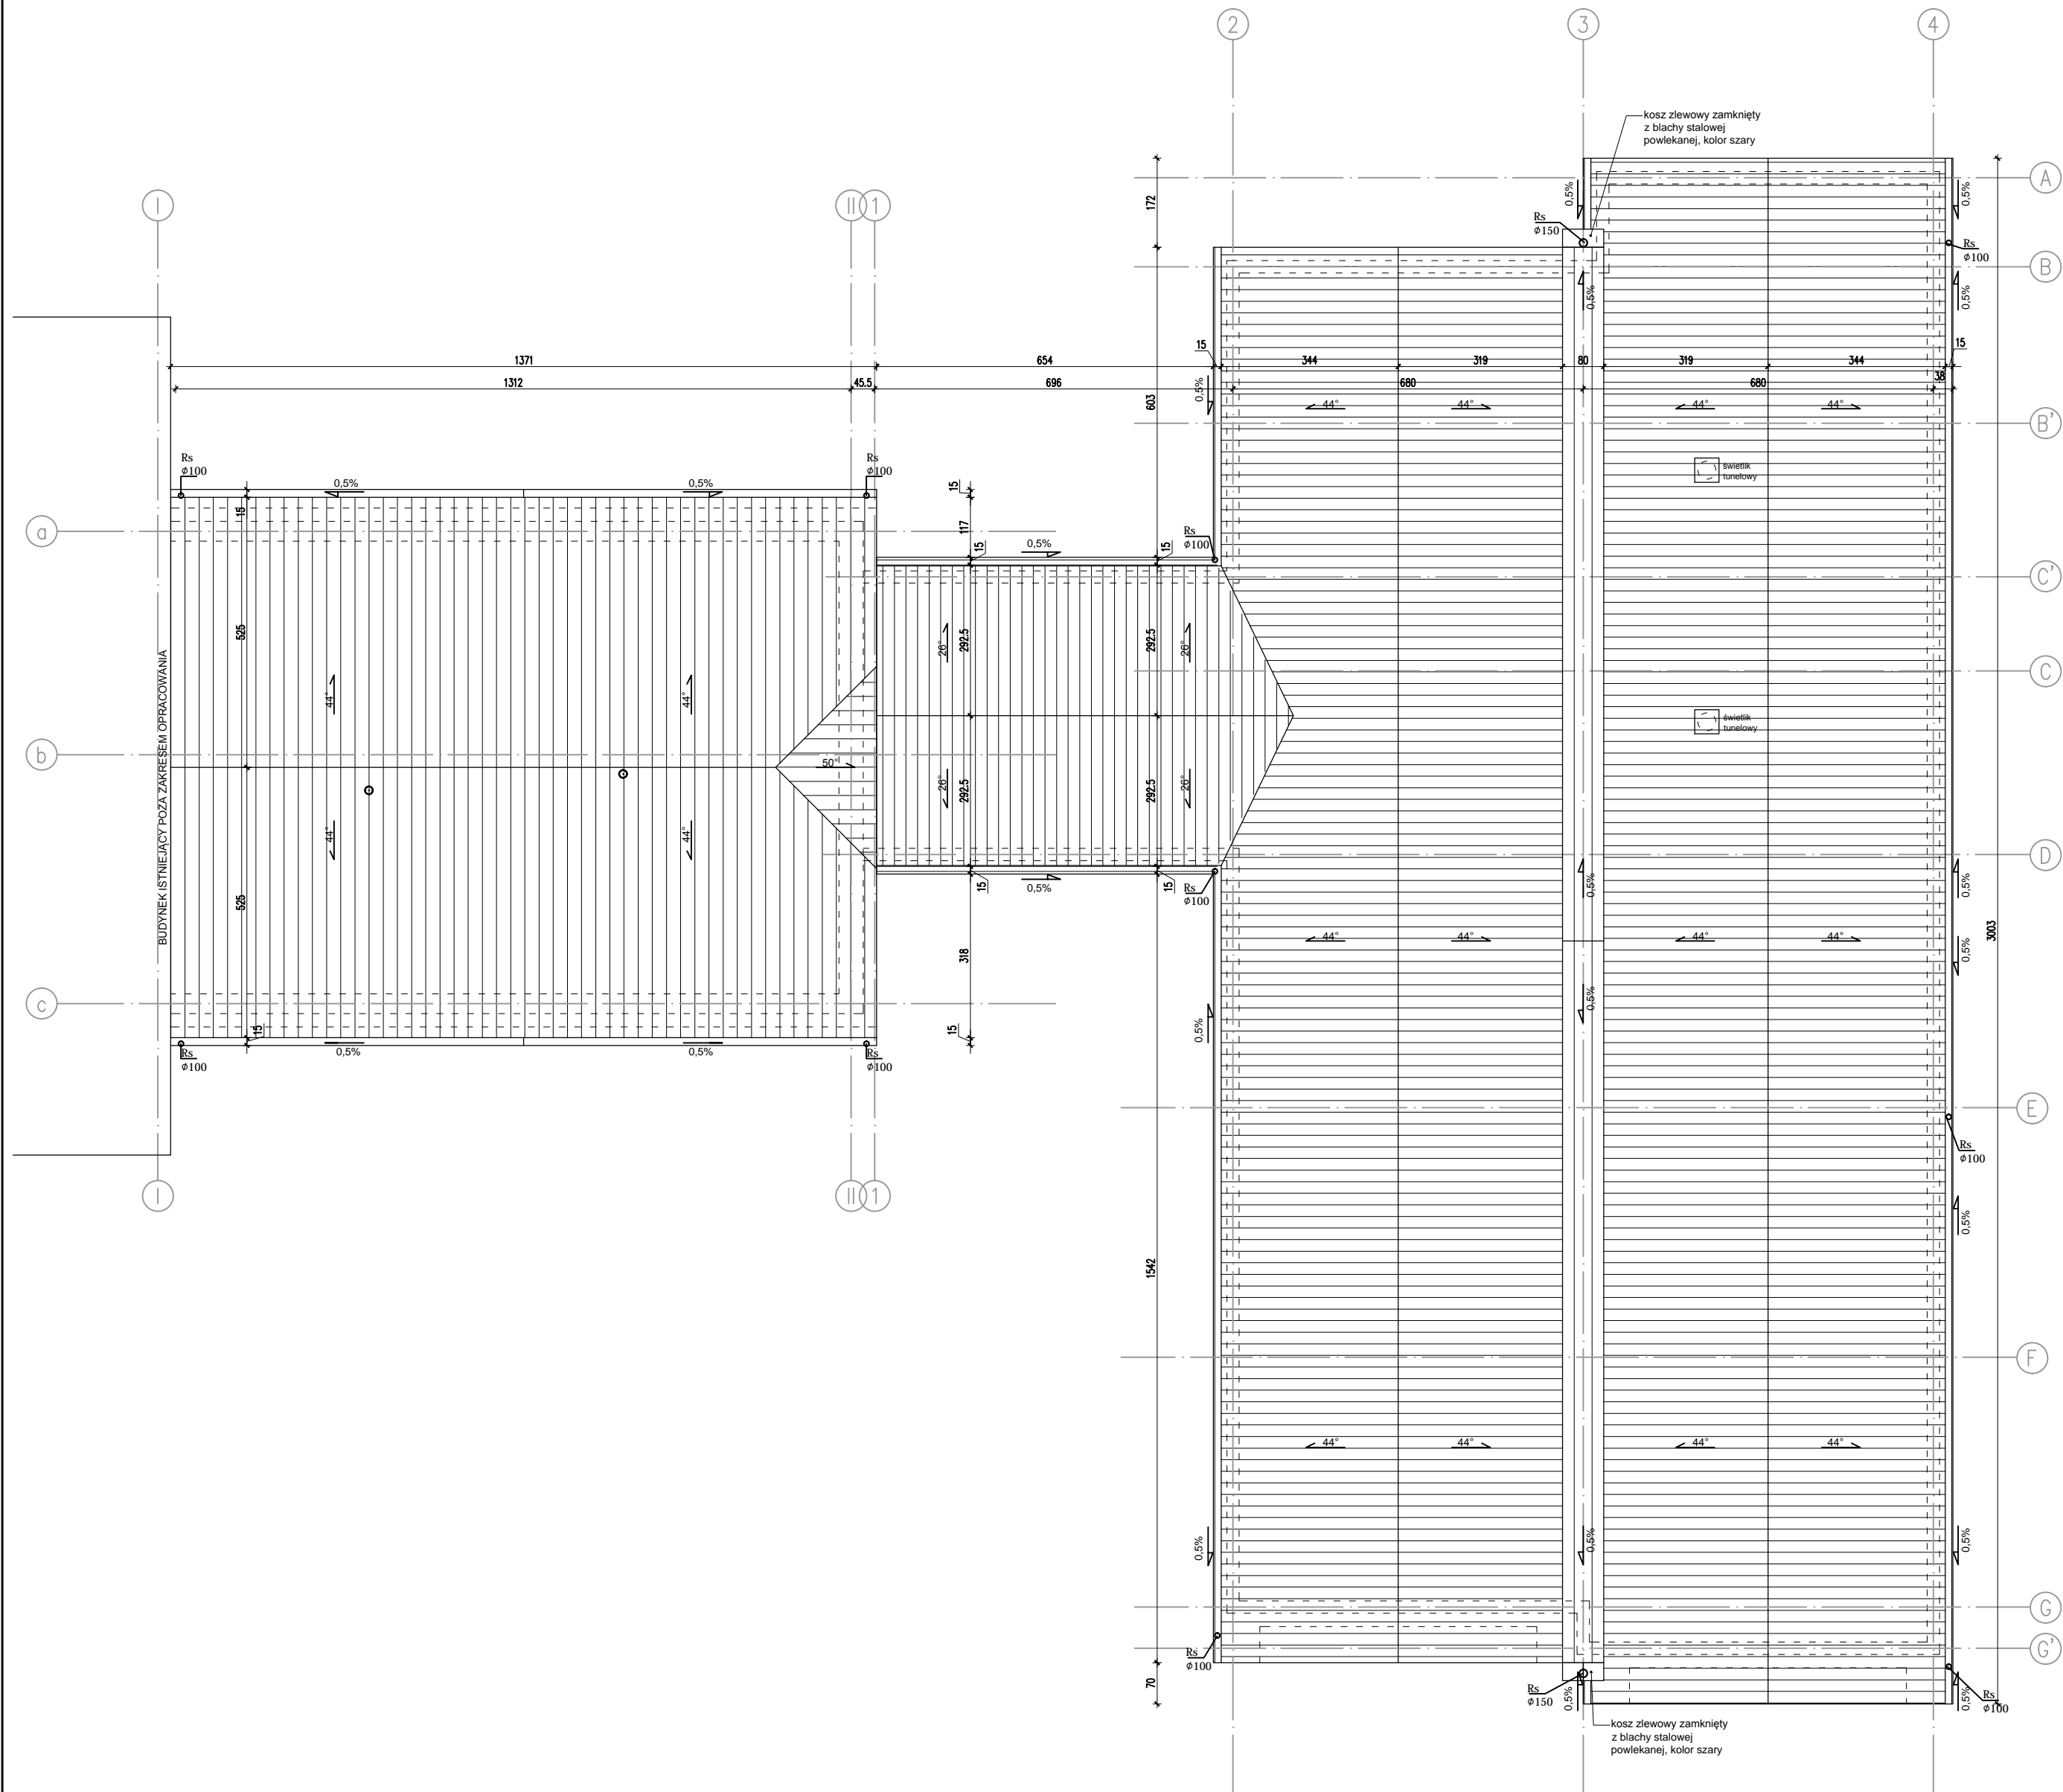 2
3
4
kosz zlewowy zamknięty
z blachy stalowej
powlekanej, kolor szary
A
0,5%
0,5%
172
I
II
1
Rs
ϕ150
Rs
ϕ100
B
0,5%
0,5%
15
15
1371
654
344
319
80
319
344
1312
45.5
696
680
680
38
0,5%
603
44°
44°
44°
44°
B'
Rs
ϕ100
Rs
ϕ100
świetlik
tunelowy
0,5%
0,5%
15
15
117
a
Rs
ϕ100
0,5%
15
15
C'
525
292.5
292.5
26°
26°
C
44°
44°
BUDYNEK ISTNIEJĄCY POZA ZAKRESEM OPRACOWANIA
świetlik
tunelowy
b
50°
26°
292.5
292.5
26°
44°
44°
D
15
15
0,5%
Rs
ϕ100
0,5%
0,5%
525
318
44°
44°
44°
44°
3003
0,5%
0,5%
c
0,5%
15
15
Rs
ϕ100
0,5%
0,5%
Rs
ϕ100
E
Rs
ϕ100
I
II
1
0,5%
1542
F
44°
44°
44°
44°
0,5%
0,5%
0,5%
G
G'
Rs
ϕ100
70
Rs
ϕ150
0,5%
0,5%
Rs
ϕ100
kosz zlewowy zamknięty
z blachy stalowej
powlekanej, kolor szary